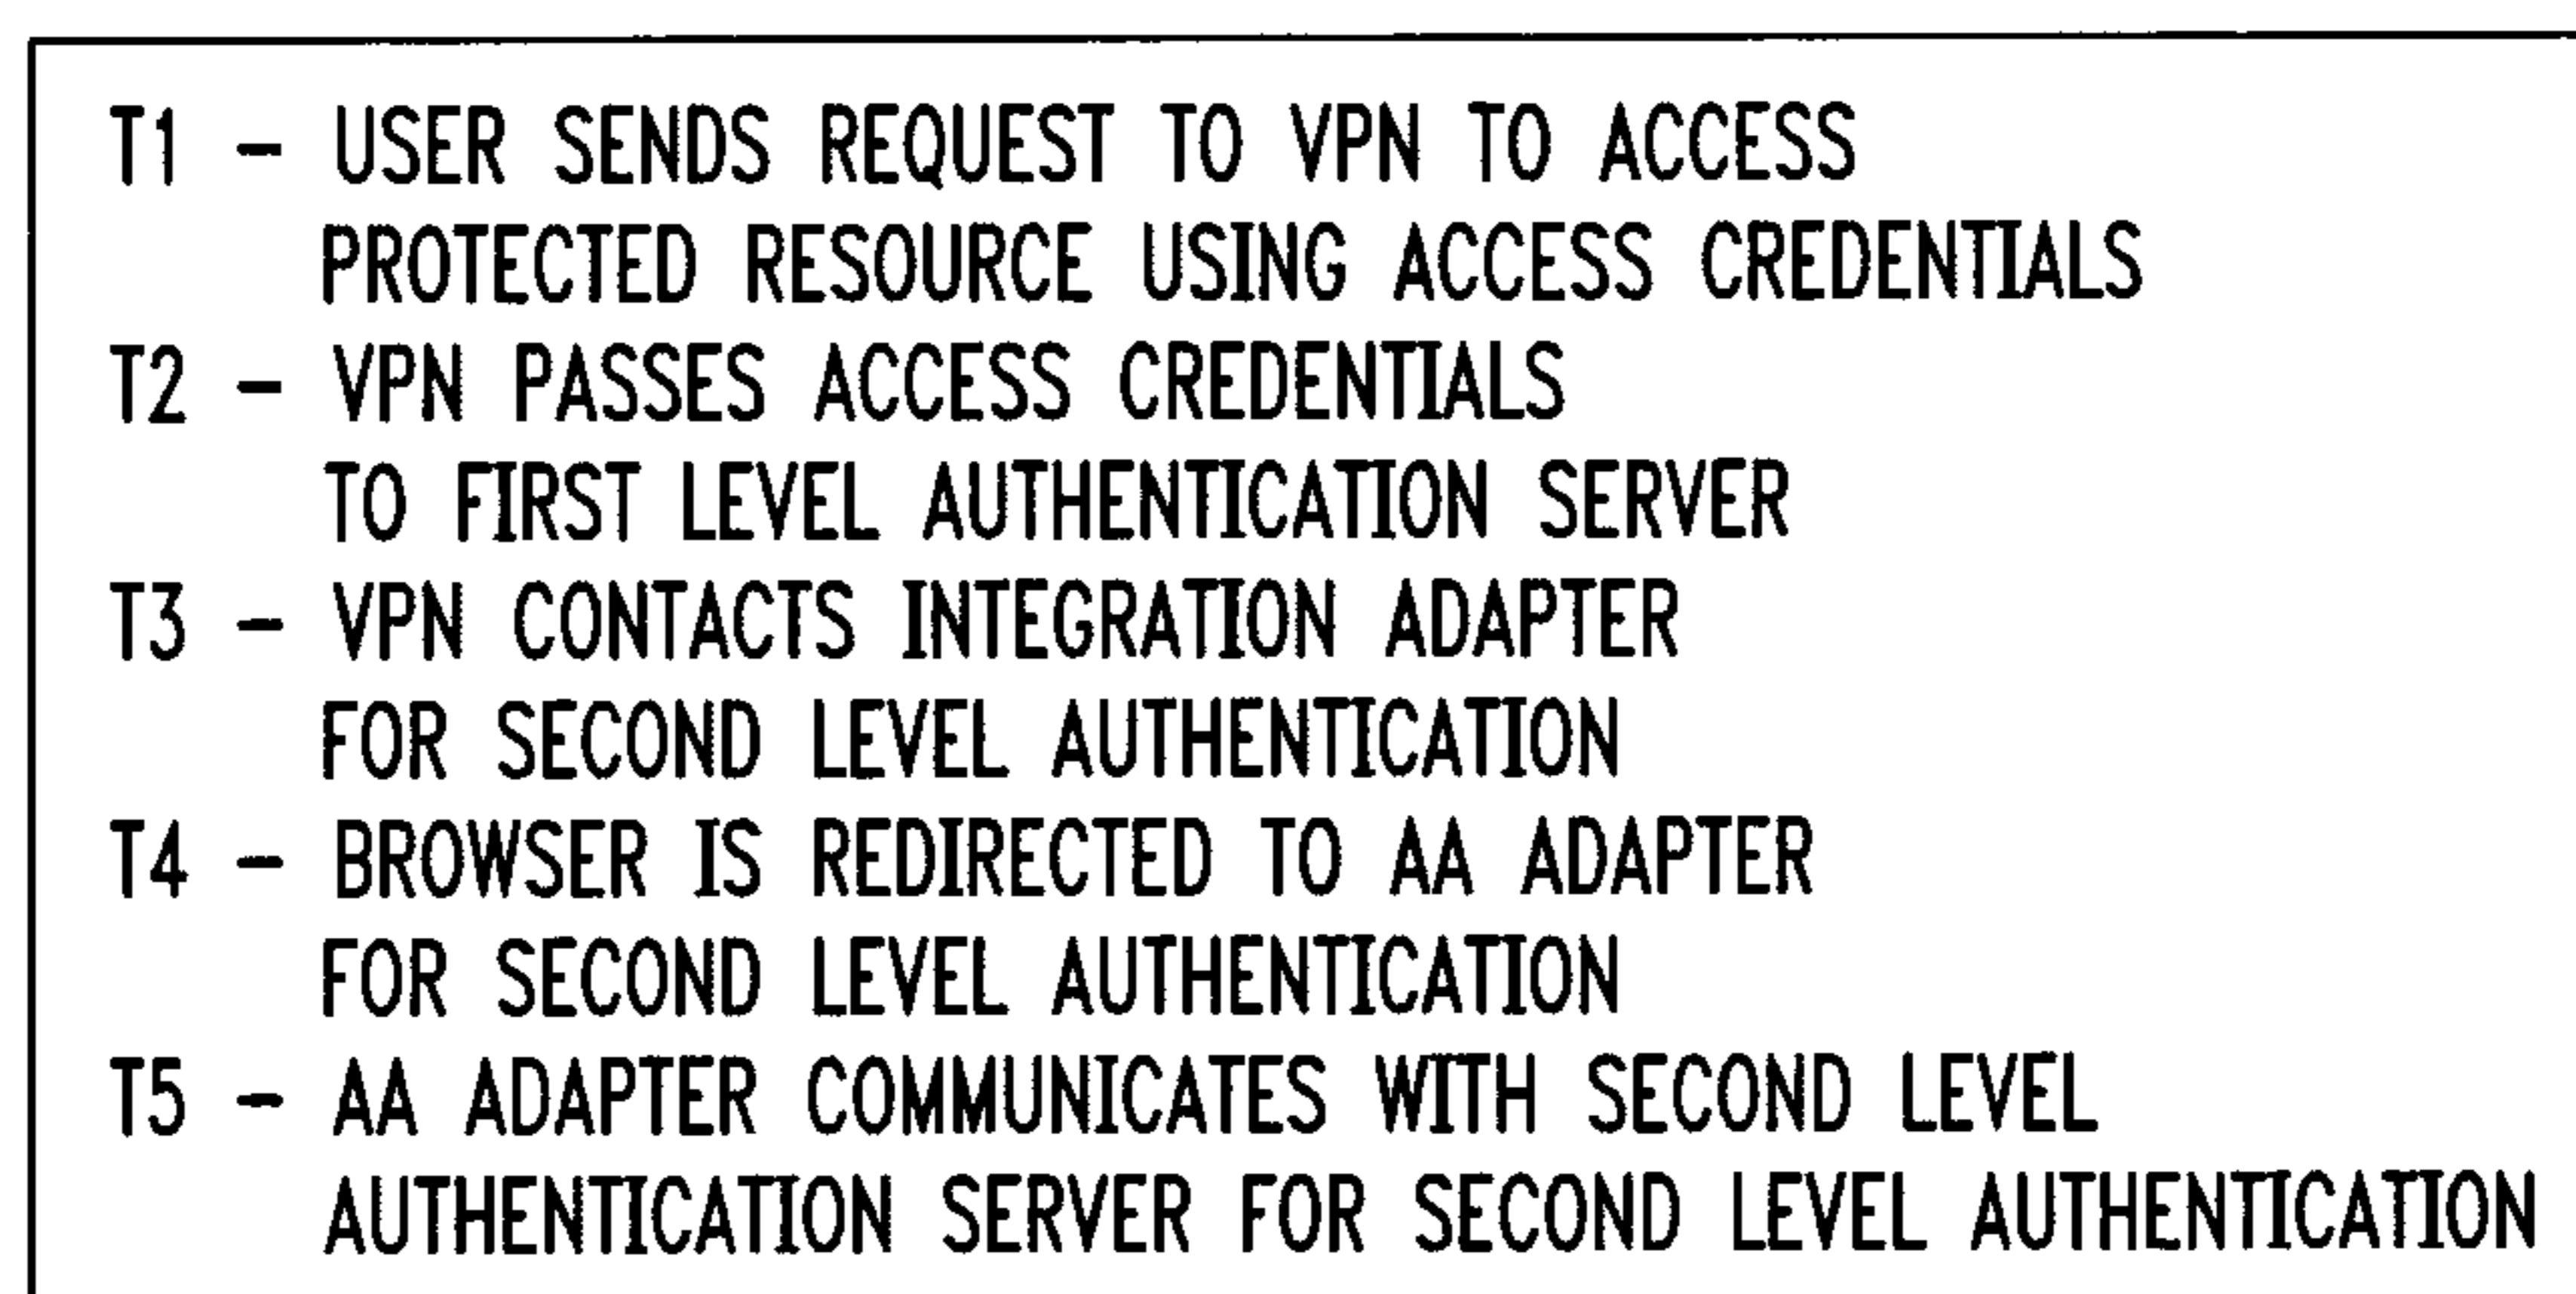 T1 - USER SENDS REQUEST TO VPN TO ACCESS
PROTECTED RESOURCE USING ACCESS CREDENTIALS
T2 - VPN PASSES ACCESS CREDENTIALS
TO FIRST LEVEL AUTHENTICATION SERVER
T3 - VPN CONTACTS INTEGRATION ADAPTER
FOR SECOND LEVEL AUTHENTICATION
T4 - BROWSER IS REDIRECTED TO AA ADAPTER
FOR SECOND LEVEL AUTHENTICATION
T5 - AA ADAPTER COMMUNICATES WITH SECOND LEVEL
AUTHENTICATION SERVER FOR SECOND LEVEL AUTHENTICATION